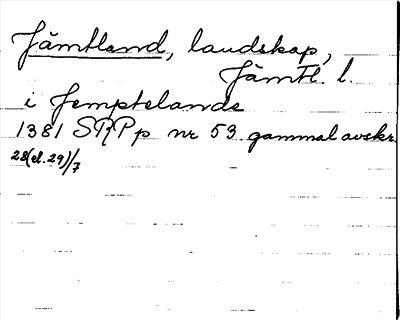 Jämtland, landskap,
Jämtl. l.
i Jemptelande
1381 SRPp nr 53 gammal avskr.
28(el. 29)/7